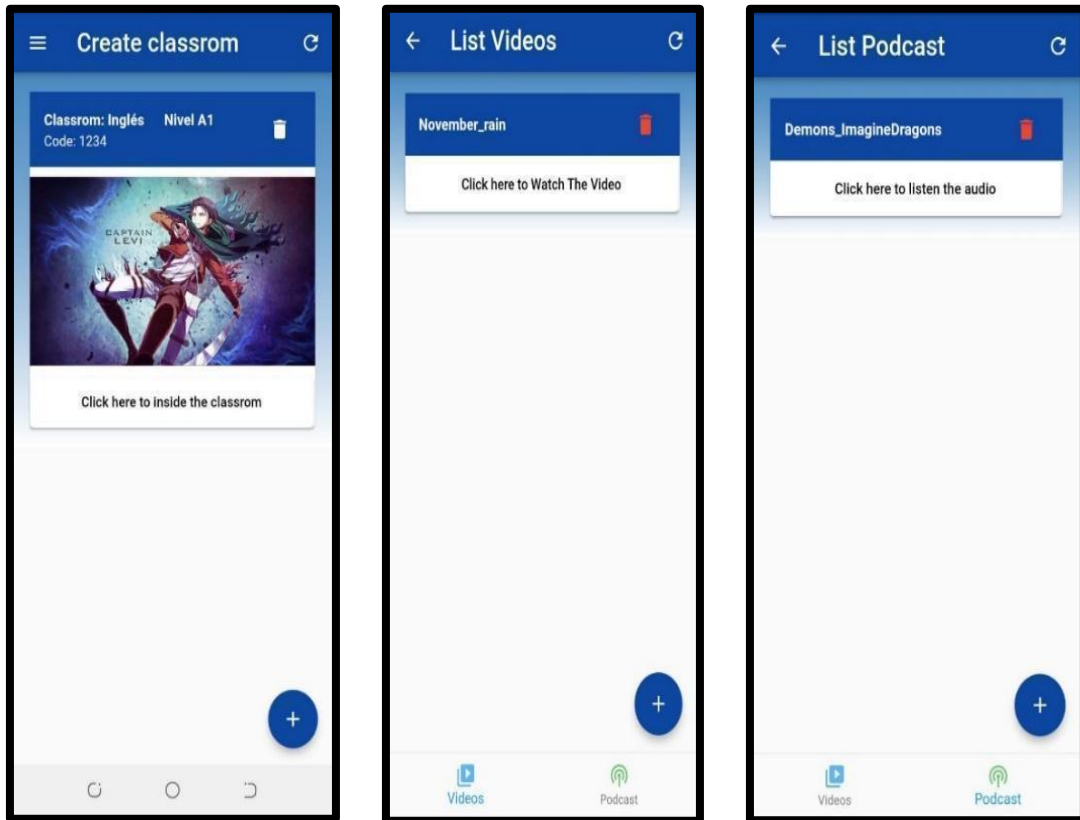 Create classrom
Classrom: Inglés Nivel A1
Code: 1234
CAPTAIN
LEVI
Click here to inside the classrom
List Videos
November_rain
Click here to Watch The Video
Videos
Podcast
List Podcast
Demons_ImagineDragons
Click here to listen the audio
Videos
Podcast